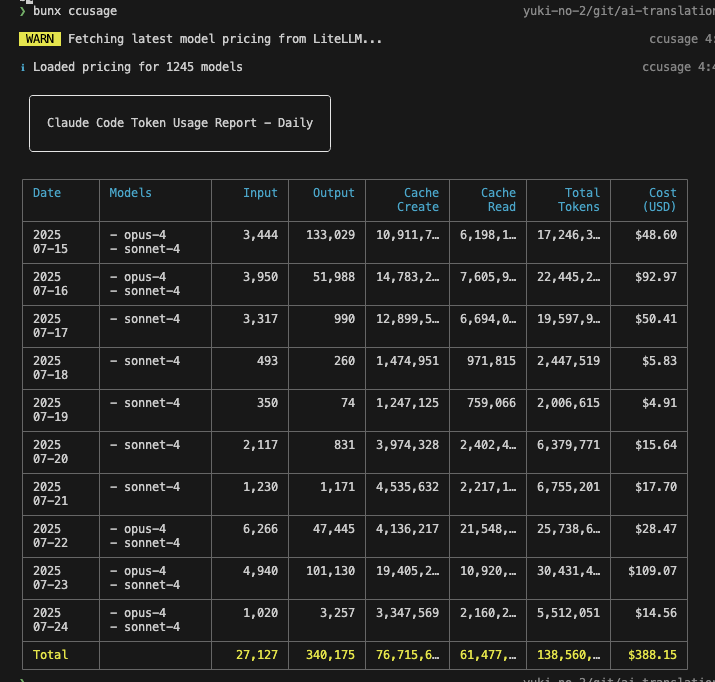 ❯ bunx ccusage yuki-no-2/git/ai-translation
WARN Fetching latest model pricing from LiteLLM... ccusage 4:
ℹ Loaded pricing for 1245 models ccusage 4:4
Claude Code Token Usage Report - Daily
Date Models Input Output Cache Create Cache Read Total Tokens Cost (USD)
2025 - opus-4 3,444 133,029 10,911,7… 6,198,1… 17,246,3… $48.60
07-15 - sonnet-4
2025 - opus-4 3,950 51,988 14,783,2… 7,605,9… 22,445,2… $92.97
07-16 - sonnet-4
2025 - sonnet-4 3,317 990 12,899,5… 6,694,0… 19,597,9… $50.41
07-17
2025 - sonnet-4 493 260 1,474,951 971,815 2,447,519 $5.83
07-18
2025 - sonnet-4 350 74 1,247,125 759,066 2,006,615 $4.91
07-19
2025 - sonnet-4 2,117 831 3,974,328 2,402,4… 6,379,771 $15.64
07-20
2025 - sonnet-4 1,230 1,171 4,535,632 2,217,1… 6,755,201 $17.70
07-21
2025 - opus-4 6,266 47,445 4,136,217 21,548,… 25,738,6… $28.47
07-22 - sonnet-4
2025 - opus-4 4,940 101,130 19,405,2… 10,920,… 30,431,4… $109.07
07-23 - sonnet-4
2025 - opus-4 1,020 3,257 3,347,569 2,160,2… 5,512,051 $14.56
07-24 - sonnet-4
Total 27,127 340,175 76,715,6… 61,477,… 138,560,… $388.15